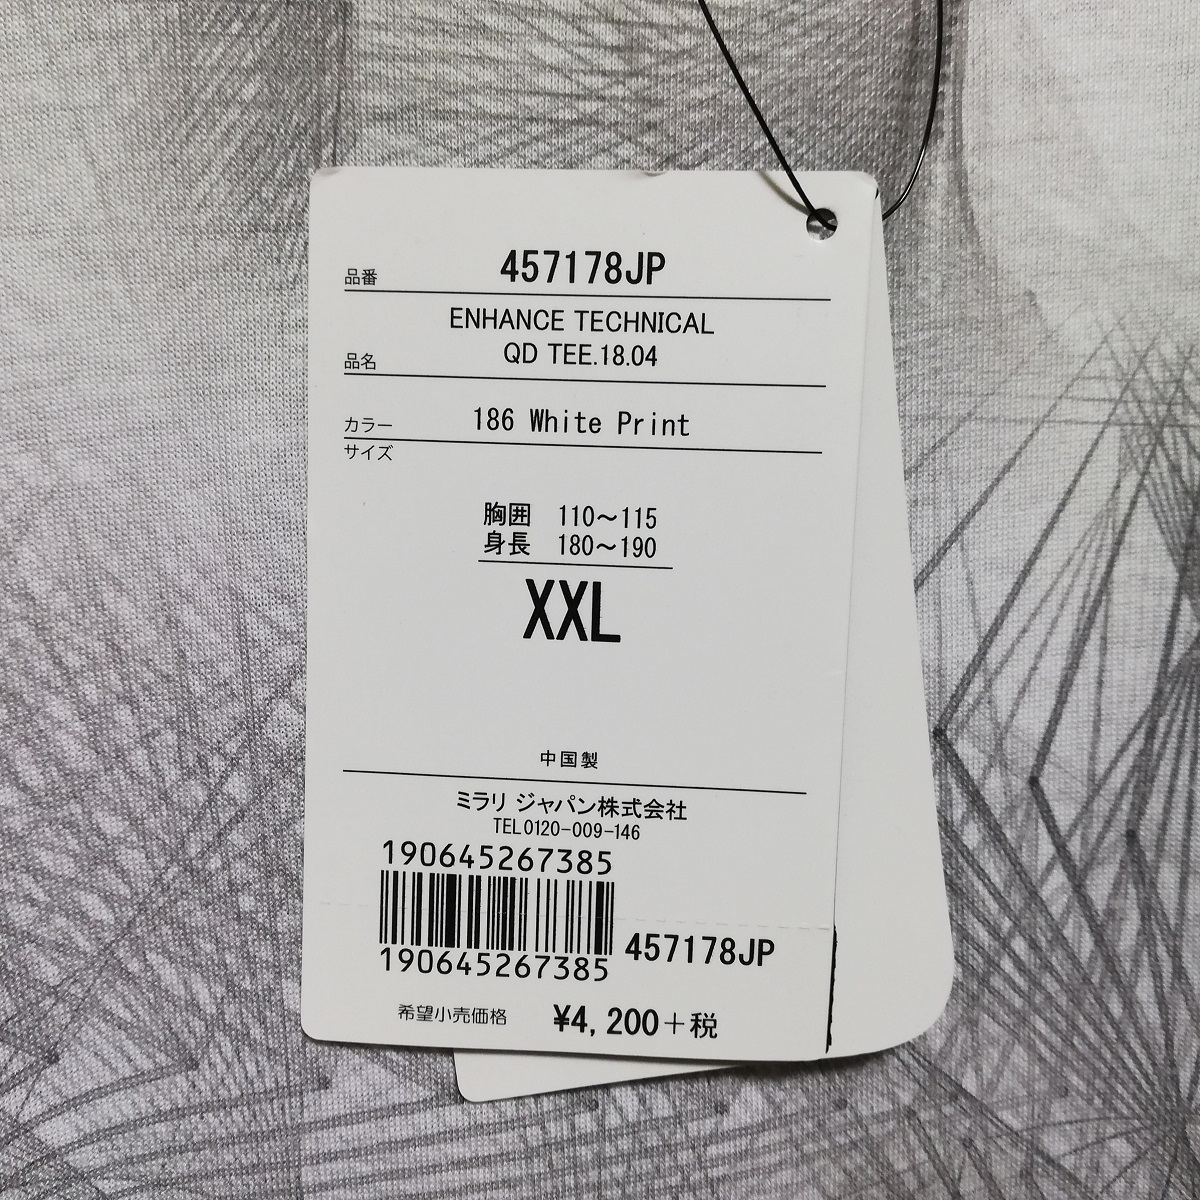 品番 457178JP
ENHANCE TECHNICAL
品名 QD TEE.18.04
カラー 186 White Print
サイズ
胸囲 110～115
身長 180～190
XXL
中国製
ミラリ ジャパン株式会社
TEL0120-009-146
190645267385
190645267385 457178JP
希望小売価格 ¥4,200＋税